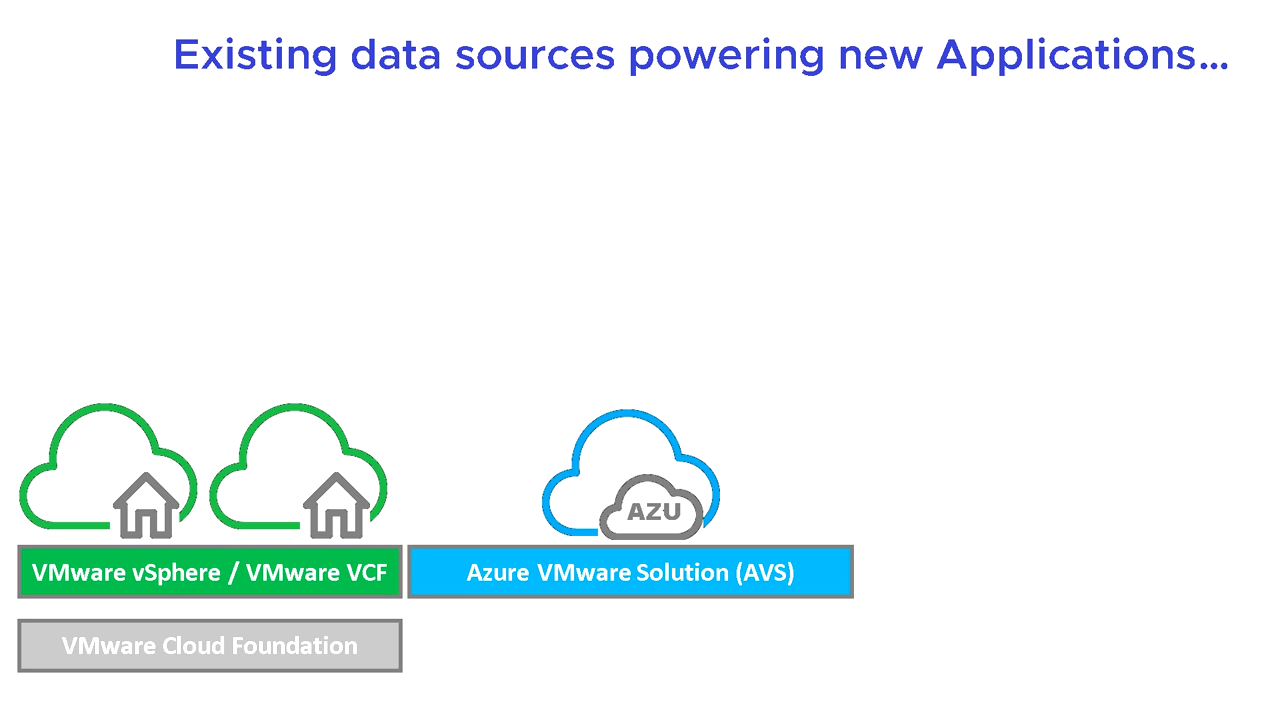 Existing data sources powering new Applications…
AZU
VMware vSphere / VMware VCF
Azure VMware Solution (AVS)
VMware Cloud Foundation